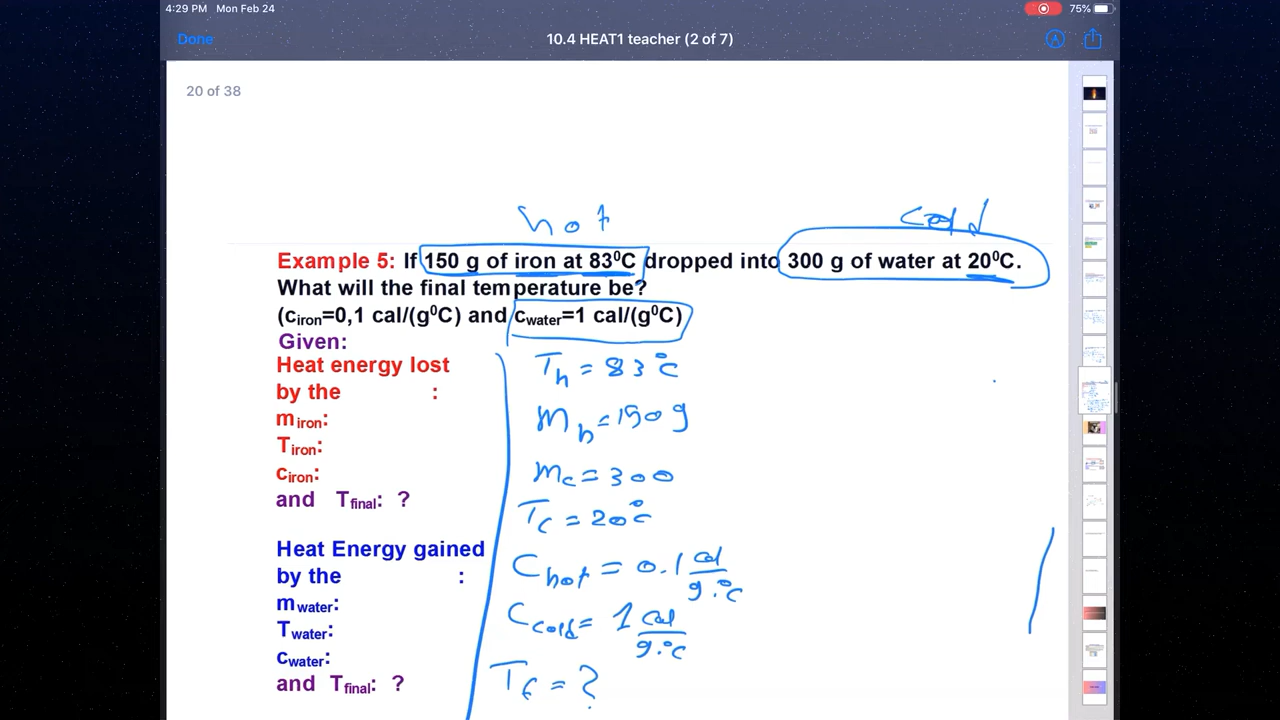 4:29 PM Mon Feb 24
75%
Done
10.4 HEAT1 teacher (2 of 7)
20 of 38
hot
cold
Example 5: If 150 g of iron at 83⁰C dropped into 300 g of water at 20⁰C.
What will the final temperature be?
(ciron=0,1 cal/(g⁰C) and cwater=1 cal/(g⁰C)
Given:
Heat energy lost
by the :
miron:
Tiron:
ciron:
and Tfinal: ?
Heat Energy gained
by the :
mwater:
Twater:
cwater:
and Tfinal: ?
Th = 83°C
mh = 150 g
mc = 300
Tc = 20°C
Chot = 0.1 cal/g.°C
Ccold = 1 cal/g.°C
Tf = ?